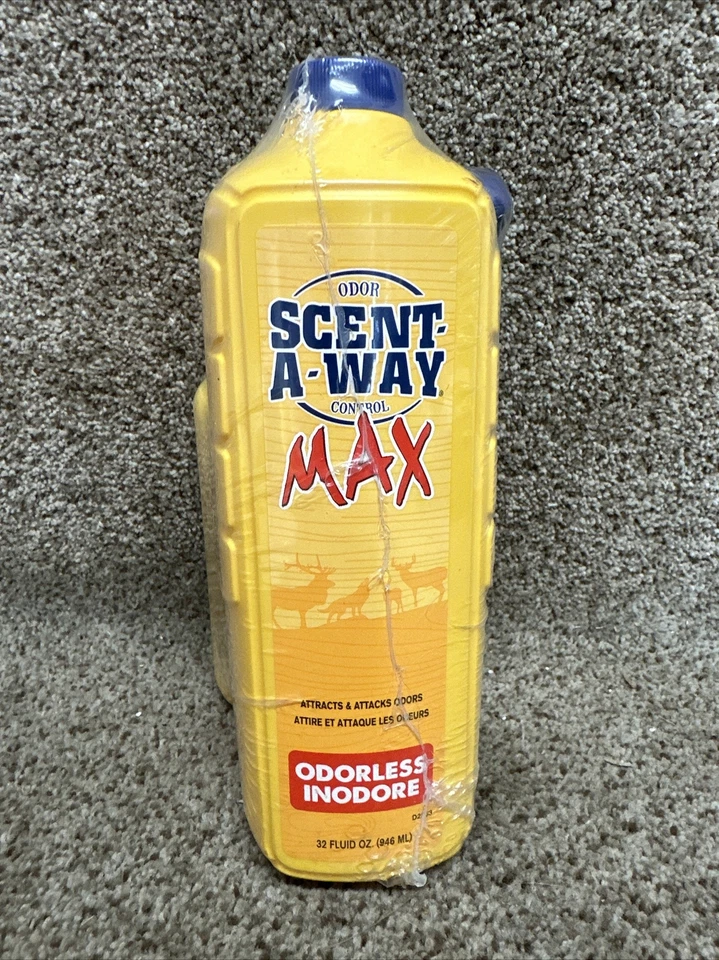 ODOR
SCENT-
A-WAY®
CONTROL
MAX
ATTRACTS & ATTACKS ODORS
ATTIRE ET ATTAQUE LES ODEURS
ODORLESS
INODORE
32 FLUID OZ. (946 ML)